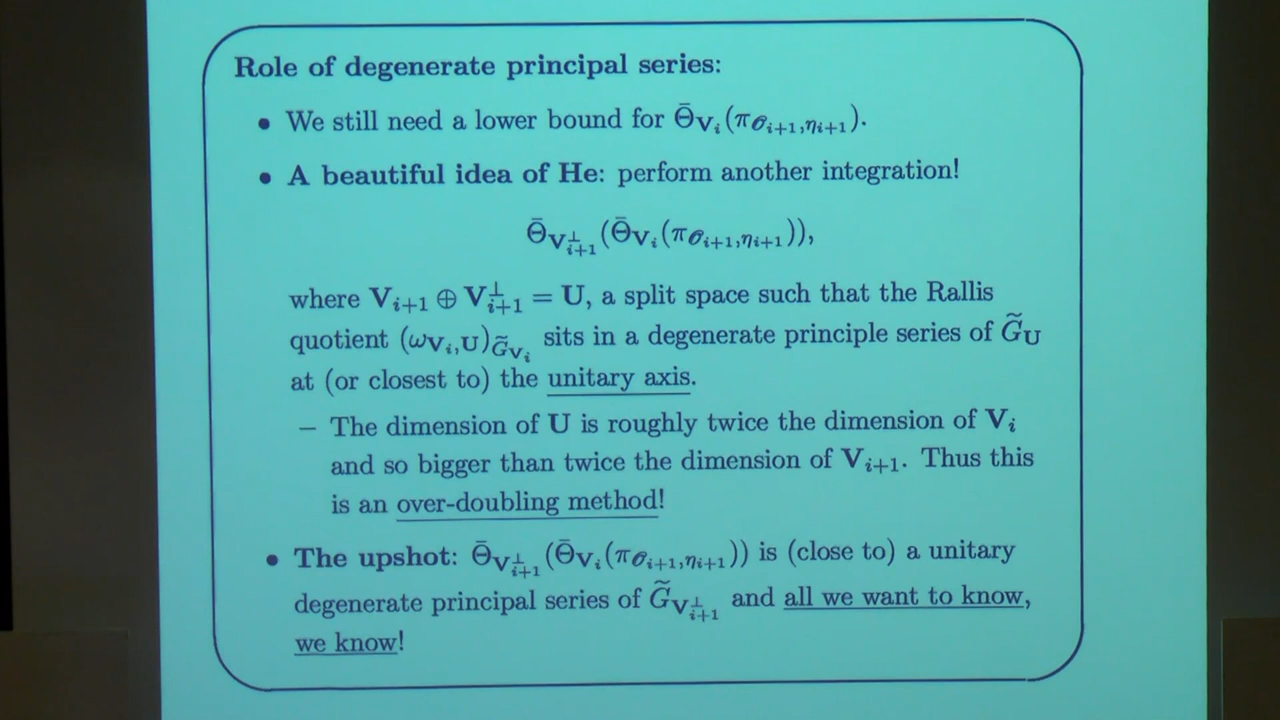 Role of degenerate principal series:
• We still need a lower bound for Θ̄_{V_i}(π_{𝒪_{i+1},η_{i+1}}).
• A beautiful idea of He: perform another integration!
Θ̄_{V_{i+1}^⊥}(Θ̄_{V_i}(π_{𝒪_{i+1},η_{i+1}})),
where V_{i+1} ⊕ V_{i+1}^⊥ = U, a split space such that the Rallis
quotient (ω_{V_i,U})_{G̃_{V_i}} sits in a degenerate principle series of G̃_U
at (or closest to) the unitary axis.
– The dimension of U is roughly twice the dimension of V_i
and so bigger than twice the dimension of V_{i+1}. Thus this
is an over-doubling method!
• The upshot: Θ̄_{V_{i+1}^⊥}(Θ̄_{V_i}(π_{𝒪_{i+1},η_{i+1}})) is (close to) a unitary
degenerate principal series of G̃_{V_{i+1}^⊥} and all we want to know,
we know!